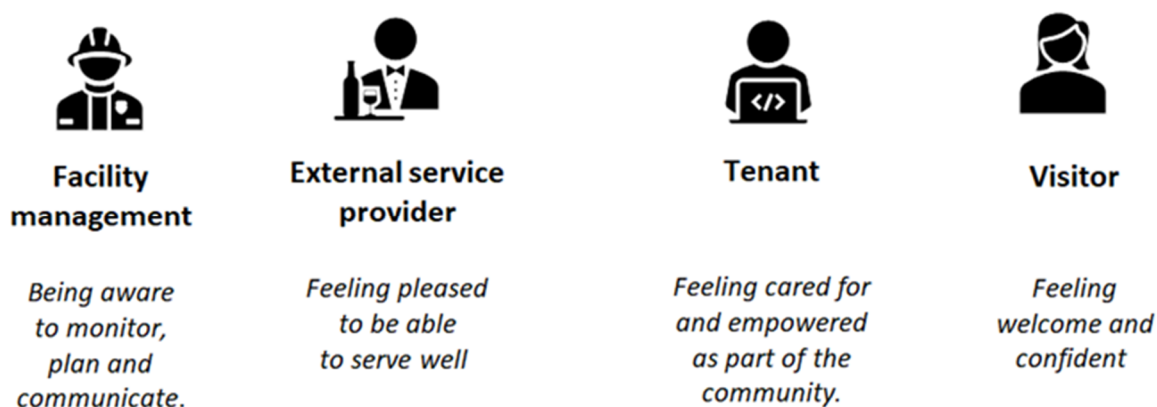 </>
Facility
management
External service
provider
Tenant
Visitor
Being aware
to monitor,
plan and
communicate.
Feeling pleased
to be able
to serve well
Feeling cared for
and empowered
as part of the
community.
Feeling
welcome and
confident